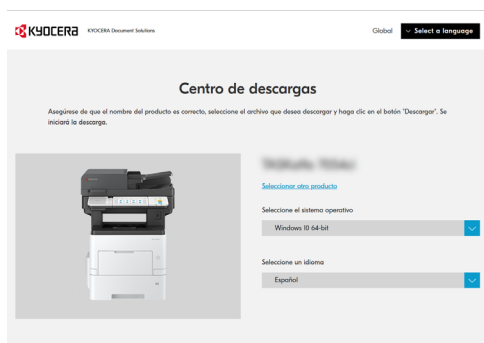 KYOCERA KYOCERA Document Solutions Global Select a language
Centro de descargas
Asegúrese de que el nombre del producto es correcto, seleccione el archivo que desea descargar y haga clic en el botón "Descargar". Se
iniciará la descarga.
Seleccionar otro producto
Seleccione el sistema operativo
Windows 10 64-bit
Seleccione un idioma
Español